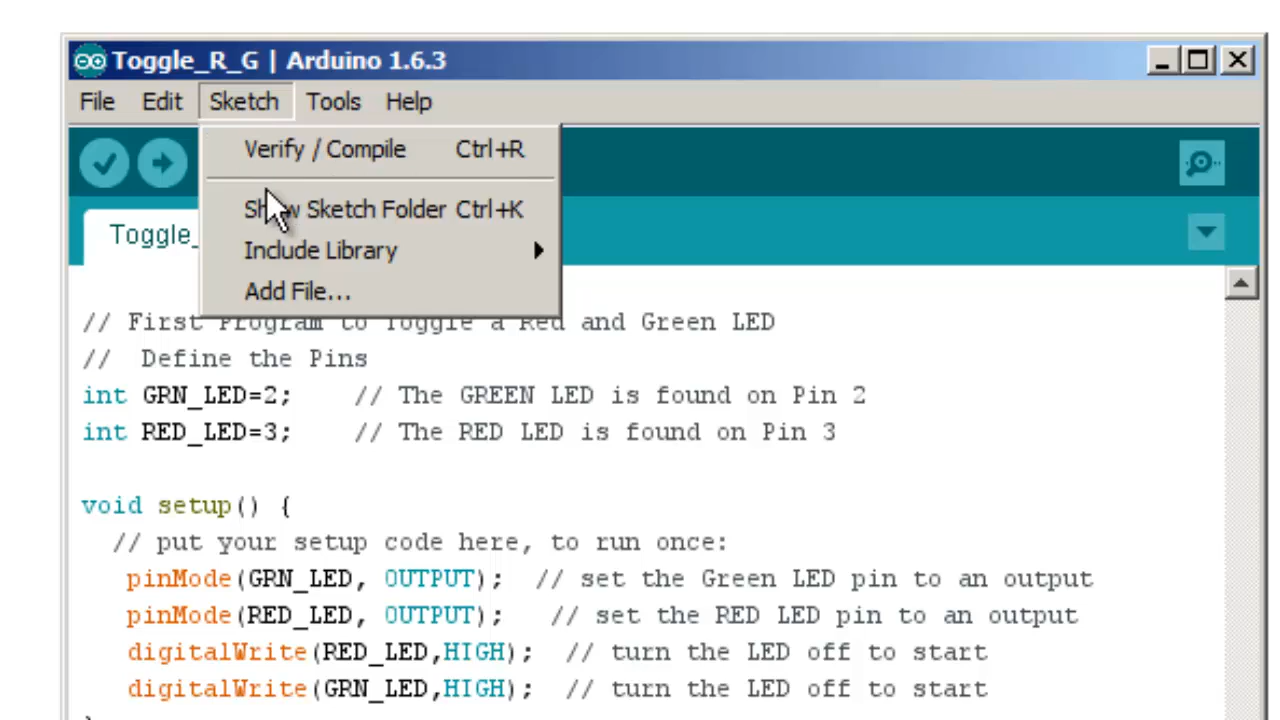 Toggle_R_G | Arduino 1.6.3
File Edit Sketch Tools Help
Verify / Compile Ctrl+R
Show Sketch Folder Ctrl+K
Toggle_
Include Library
Add File...
// First Program to Toggle a Red and Green LED
// Define the Pins
int GRN_LED=2; // The GREEN LED is found on Pin 2
int RED_LED=3; // The RED LED is found on Pin 3
void setup() {
// put your setup code here, to run once:
pinMode(GRN_LED, OUTPUT); // set the Green LED pin to an output
pinMode(RED_LED, OUTPUT); // set the RED LED pin to an output
digitalWrite(RED_LED,HIGH); // turn the LED off to start
digitalWrite(GRN_LED,HIGH); // turn the LED off to start